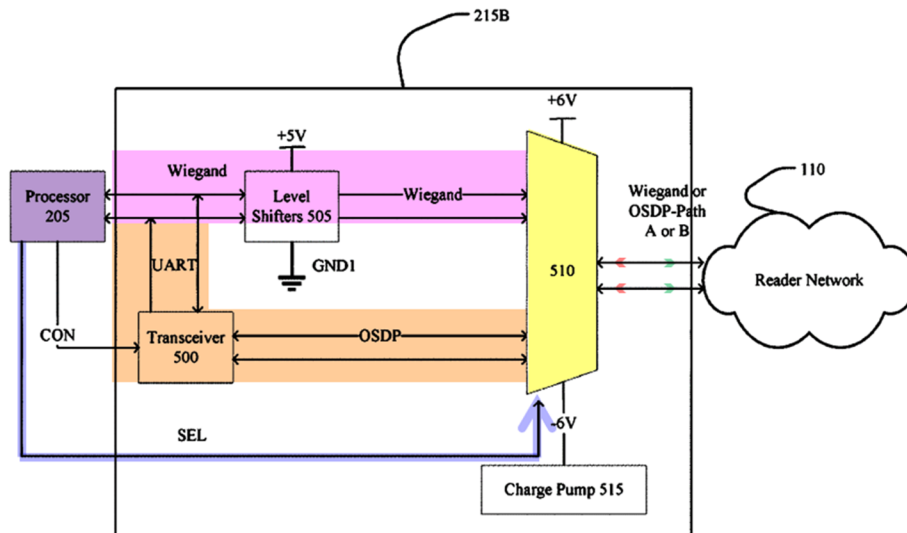 215B
+6V
+5V
110
Wiegand
Wiegand
Processor
205
Level
Shifters 505
Wiegand or
OSDP-Path
A or B
510
Reader Network
UART
GND1
CON
Transceiver
500
OSDP
SEL
-6V
Charge Pump 515